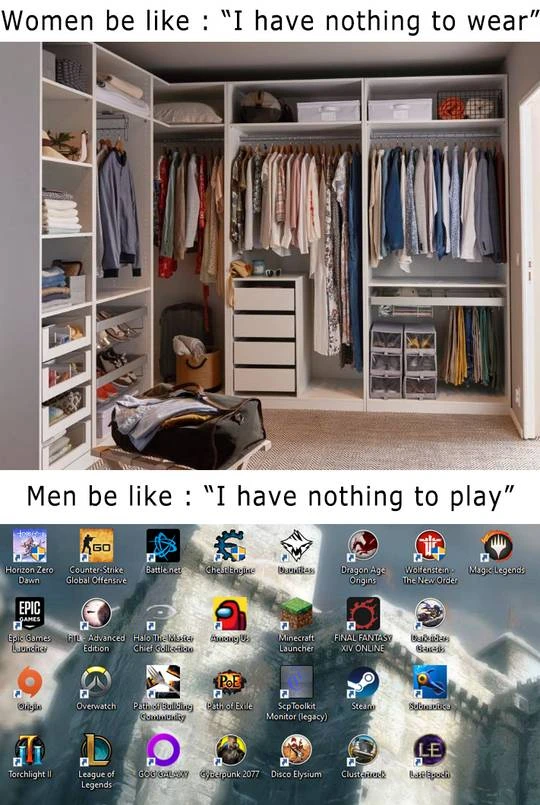 Women be like : “I have nothing to wear”
Men be like : “I have nothing to play”
GO
Horizon Zero
Dawn
Counter-Strike
Global Offensive
Battle.net
Cheat Engine
Dauntless
Dragon Age
Origins
Wolfenstein -
The New Order
Magic Legends
EPIC
GAMES
Epic Games
Launcher
FTL - Advanced
Edition
Halo The Master
Chief Collection
Among Us
Minecraft
Launcher
FINAL FANTASY
XIV ONLINE
Darksiders
Genesis
PoE
Origin
Overwatch
Path of Building
Community
Path of Exile
ScpToolkit
Monitor (legacy)
Steam
Subnautica
II
L
LE
Torchlight II
League of
Legends
GOG GALAXY
Cyberpunk 2077
Disco Elysium
Clustertruck
Last Epoch